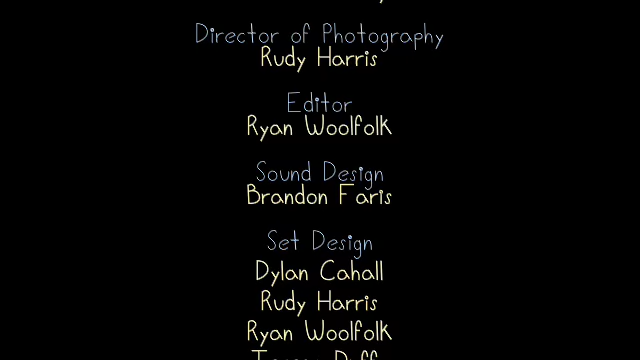 Director of Photography
Rudy Harris
Editor
Ryan Woolfolk
Sound Design
Brandon Faris
Set Design
Dylan Cahall
Rudy Harris
Ryan Woolfolk